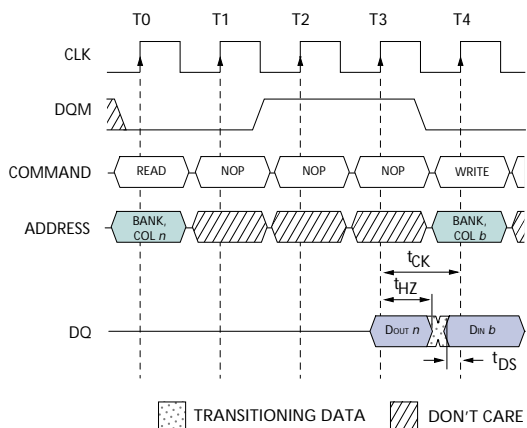 T0 T1 T2 T3 T4
CLK
DQM
COMMAND READ NOP NOP NOP WRITE
ADDRESS BANK, COL n BANK, COL b
tCK
tHZ
DQ DOUT n DIN b
tDS
TRANSITIONING DATA DON'T CARE